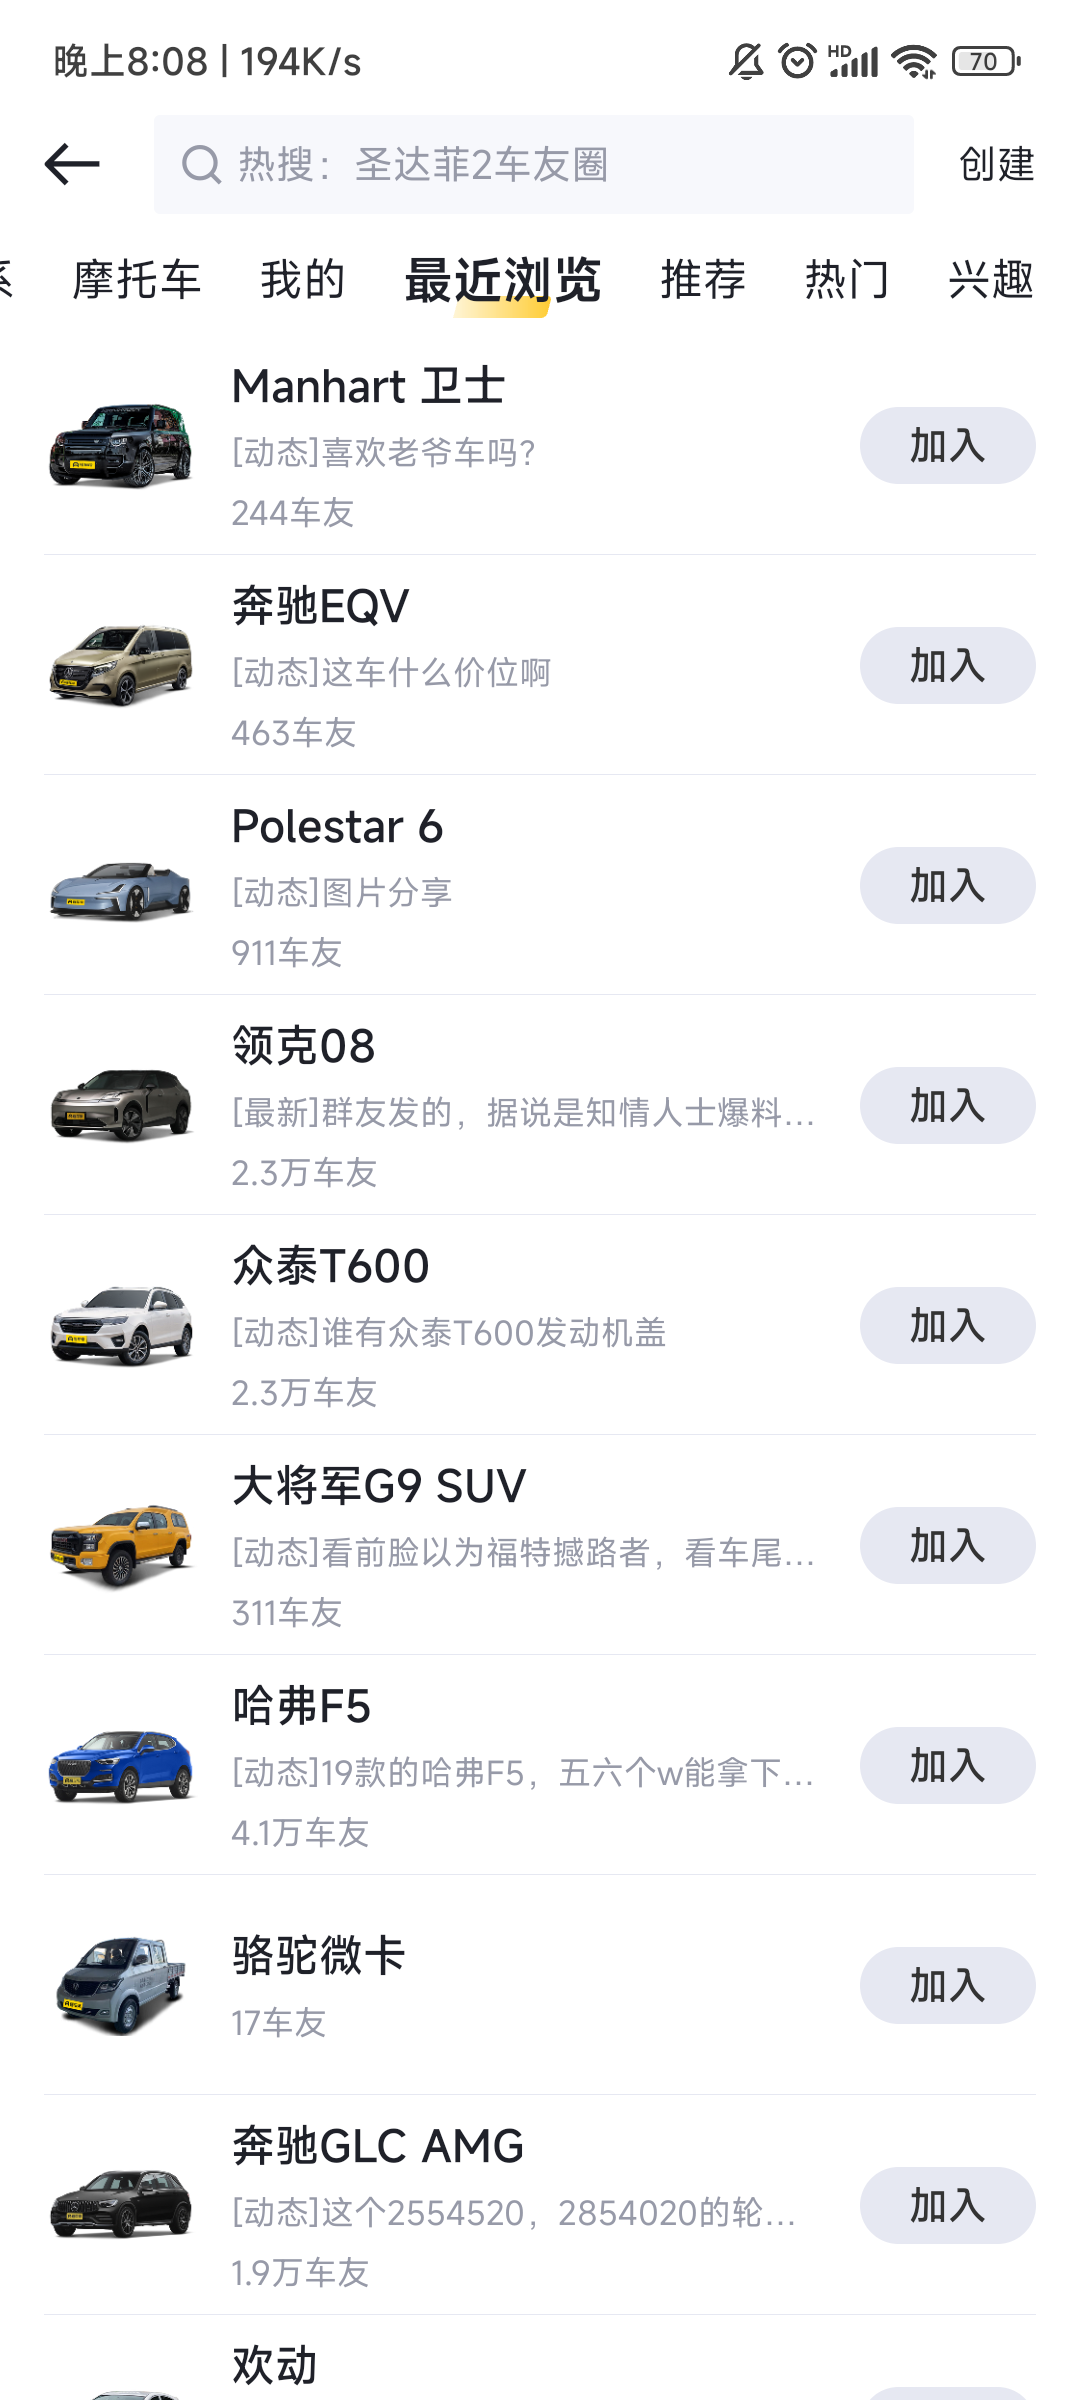 晚上8:08 | 194K/s
HD
70
热搜：圣达菲2车友圈
创建
摩托车 我的 最近浏览 推荐 热门 兴趣
Manhart 卫士
[动态]喜欢老爷车吗?
244车友
加入
奔驰EQV
[动态]这车什么价位啊
463车友
加入
Polestar 6
[动态]图片分享
911车友
加入
领克08
[最新]群友发的，据说是知情人士爆料...
2.3万车友
加入
众泰T600
[动态]谁有众泰T600发动机盖
2.3万车友
加入
大将军G9 SUV
[动态]看前脸以为福特撼路者，看车尾...
311车友
加入
哈弗F5
[动态]19款的哈弗F5，五六个w能拿下...
4.1万车友
加入
骆驼微卡
17车友
加入
奔驰GLC AMG
[动态]这个2554520，2854020的轮...
1.9万车友
加入
欢动